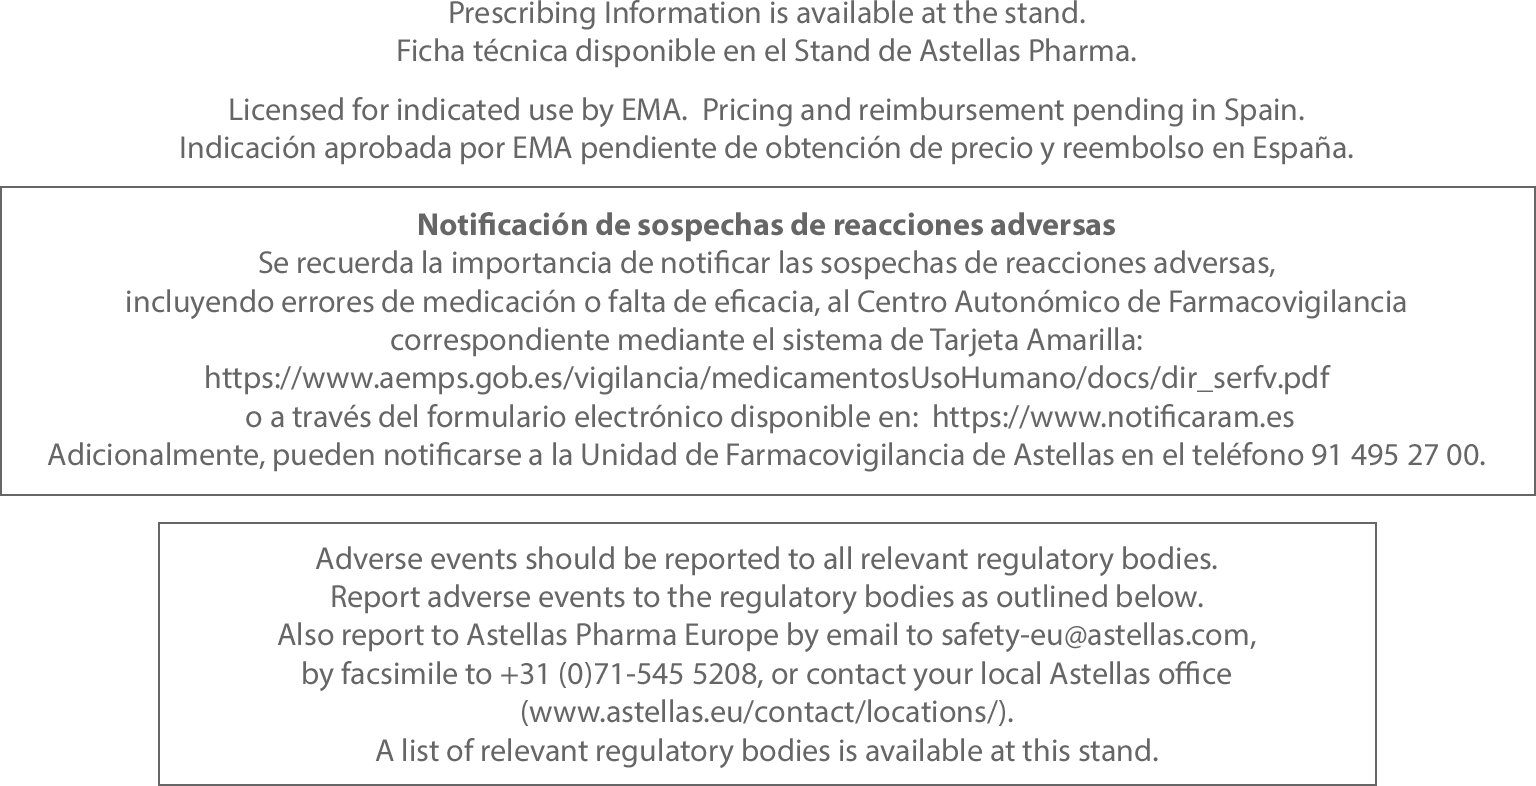 Prescribing Information is available at the stand.
Ficha técnica disponible en el Stand de Astellas Pharma.
Licensed for indicated use by EMA.  Pricing and reimbursement pending in Spain.
Indicación aprobada por EMA pendiente de obtención de precio y reembolso en España.
Notificación de sospechas de reacciones adversas
Se recuerda la importancia de notificar las sospechas de reacciones adversas,
incluyendo errores de medicación o falta de eficacia, al Centro Autonómico de Farmacovigilancia
correspondiente mediante el sistema de Tarjeta Amarilla:
https://www.aemps.gob.es/vigilancia/medicamentosUsoHumano/docs/dir_serfv.pdf
o a través del formulario electrónico disponible en:  https://www.notificaram.es
Adicionalmente, pueden notificarse a la Unidad de Farmacovigilancia de Astellas en el teléfono 91 495 27 00.
Adverse events should be reported to all relevant regulatory bodies.
Report adverse events to the regulatory bodies as outlined below.
Also report to Astellas Pharma Europe by email to safety-eu@astellas.com,
by facsimile to +31 (0)71-545 5208, or contact your local Astellas office
(www.astellas.eu/contact/locations/).
A list of relevant regulatory bodies is available at this stand.